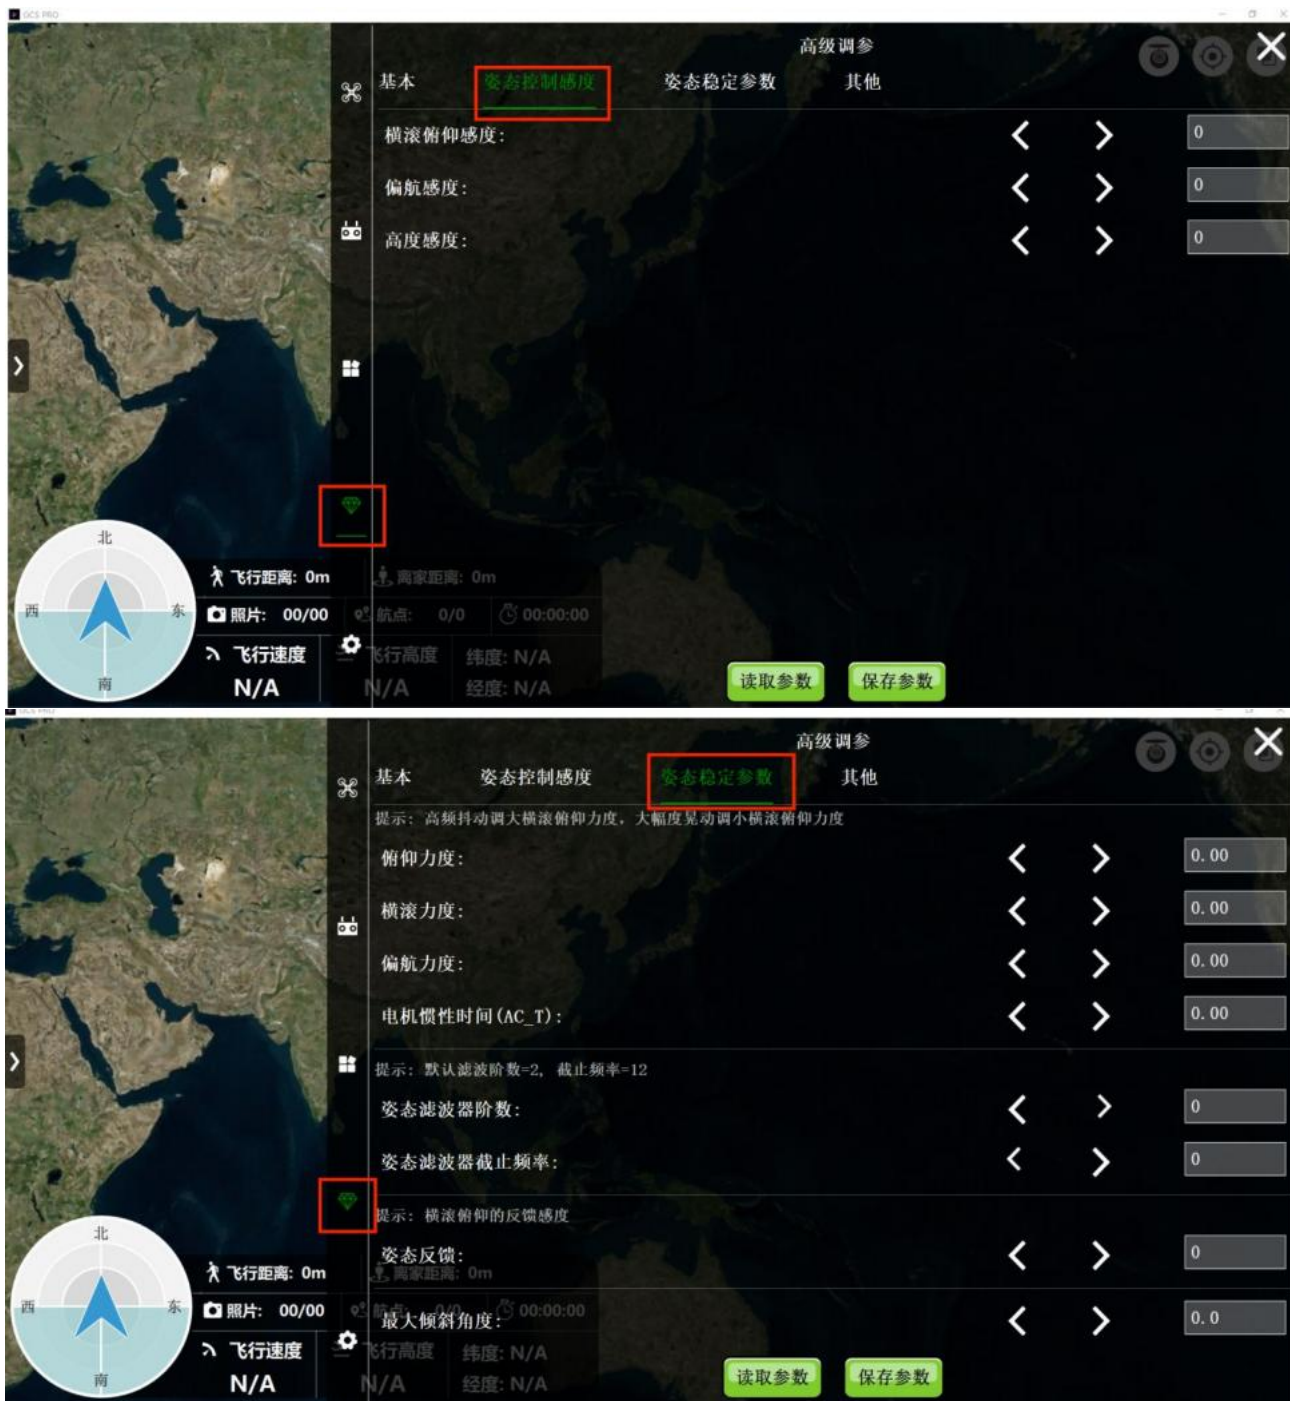 GCS PRO
高级调参
基本 姿态控制感度 姿态稳定参数 其他
横滚俯仰感度: 0
偏航感度: 0
高度感度: 0
北
西 东
南
飞行距离: 0m 离家距离: 0m
照片: 00/00 航点: 0/0 00:00:00
飞行速度 飞行高度 纬度: N/A
N/A N/A 经度: N/A
读取参数 保存参数
GCS PRO
高级调参
基本 姿态控制感度 姿态稳定参数 其他
提示: 高频抖动调大横滚俯仰力度, 大幅度晃动调小横滚俯仰力度
俯仰力度: 0.00
横滚力度: 0.00
偏航力度: 0.00
电机惯性时间(AC_T): 0.00
提示: 默认滤波阶数=2, 截止频率=12
姿态滤波器阶数: 0
姿态滤波器截止频率: 0
提示: 横滚俯仰的反馈感度
姿态反馈: 0
最大倾斜角度: 0.0
北
西 东
南
飞行距离: 0m 离家距离: 0m
照片: 00/00 航点: 0/0 00:00:00
飞行速度 飞行高度 纬度: N/A
N/A N/A 经度: N/A
读取参数 保存参数